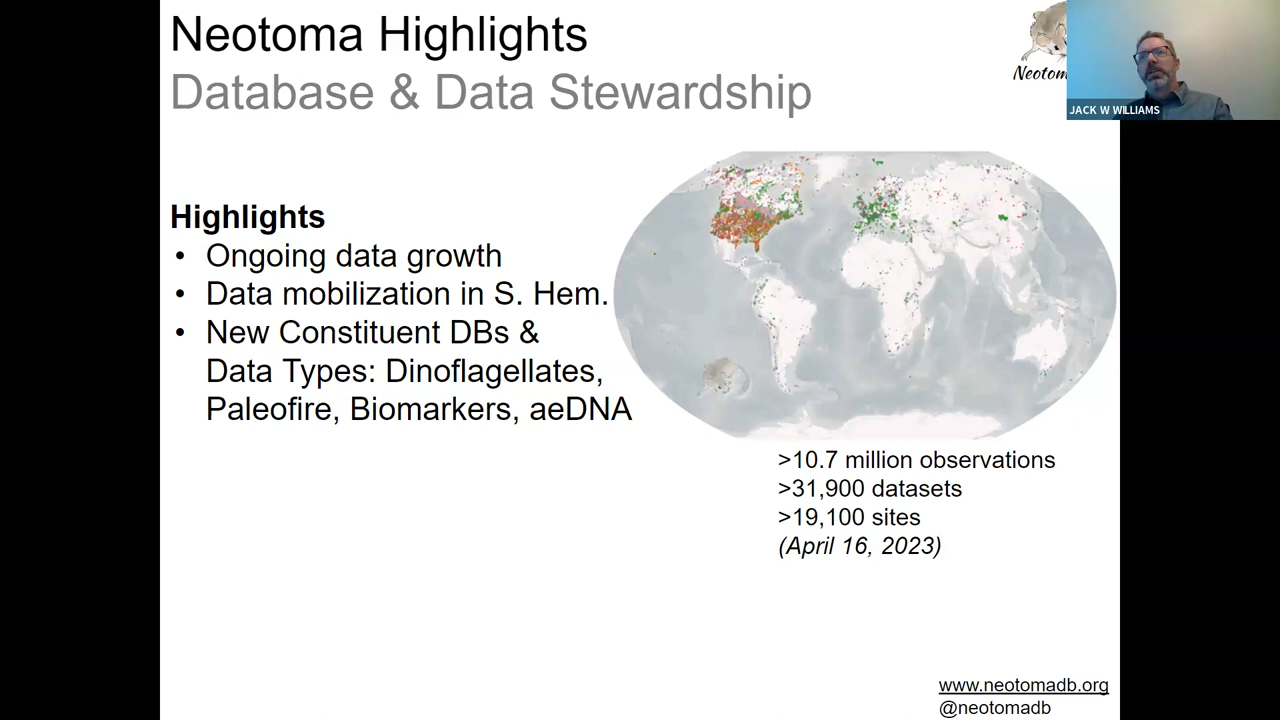 Neotoma Highlights
Database & Data Stewardship
Neotom
JACK W WILLIAMS
Highlights
• Ongoing data growth
• Data mobilization in S. Hem.
• New Constituent DBs &
Data Types: Dinoflagellates,
Paleofire, Biomarkers, aeDNA
>10.7 million observations
>31,900 datasets
>19,100 sites
(April 16, 2023)
www.neotomadb.org
@neotomadb